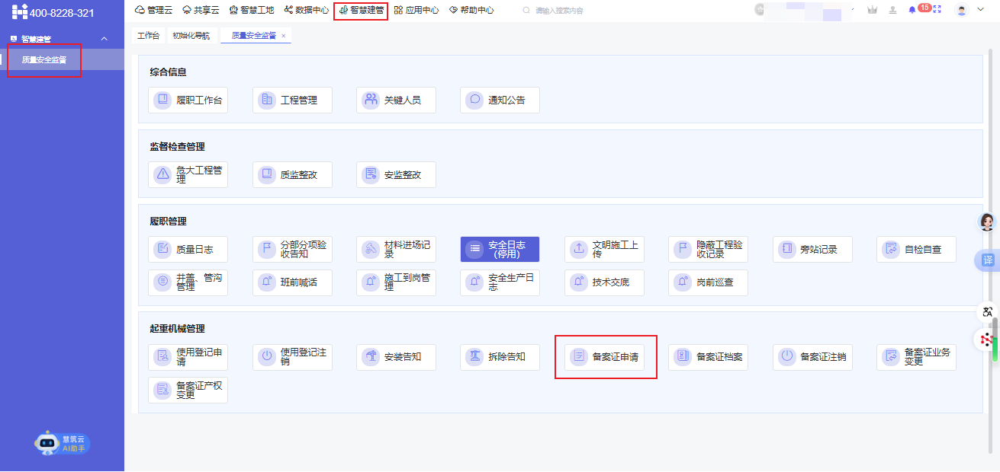 400-8228-321
管理云 共享云 智慧工地 数据中心 智慧建管 应用中心 帮助中心 请输入搜索内容 15
智慧建管
质量安全监督
工作台 初始化导航 质量安全监督 ×
综合信息
履职工作台 工程管理 关键人员 通知公告
监督检查管理
危大工程管
理
质监整改 安监整改
履职管理
质量日志
分部分项验
收告知
材料进场记
录
安全日志
(停用)
文明施工上
传
隐蔽工程验
收记录
旁站记录 自检自查
井盖、管沟
管理
班前喊话
施工到岗管
理
安全生产日
志
技术交底 岗前巡查
起重机械管理
使用登记申
请
使用登记注
销
安装告知 拆除告知 备案证申请 备案证档案 备案证注销
备案证业务
变更
备案证产权
变更
慧筑云
AI助手
译